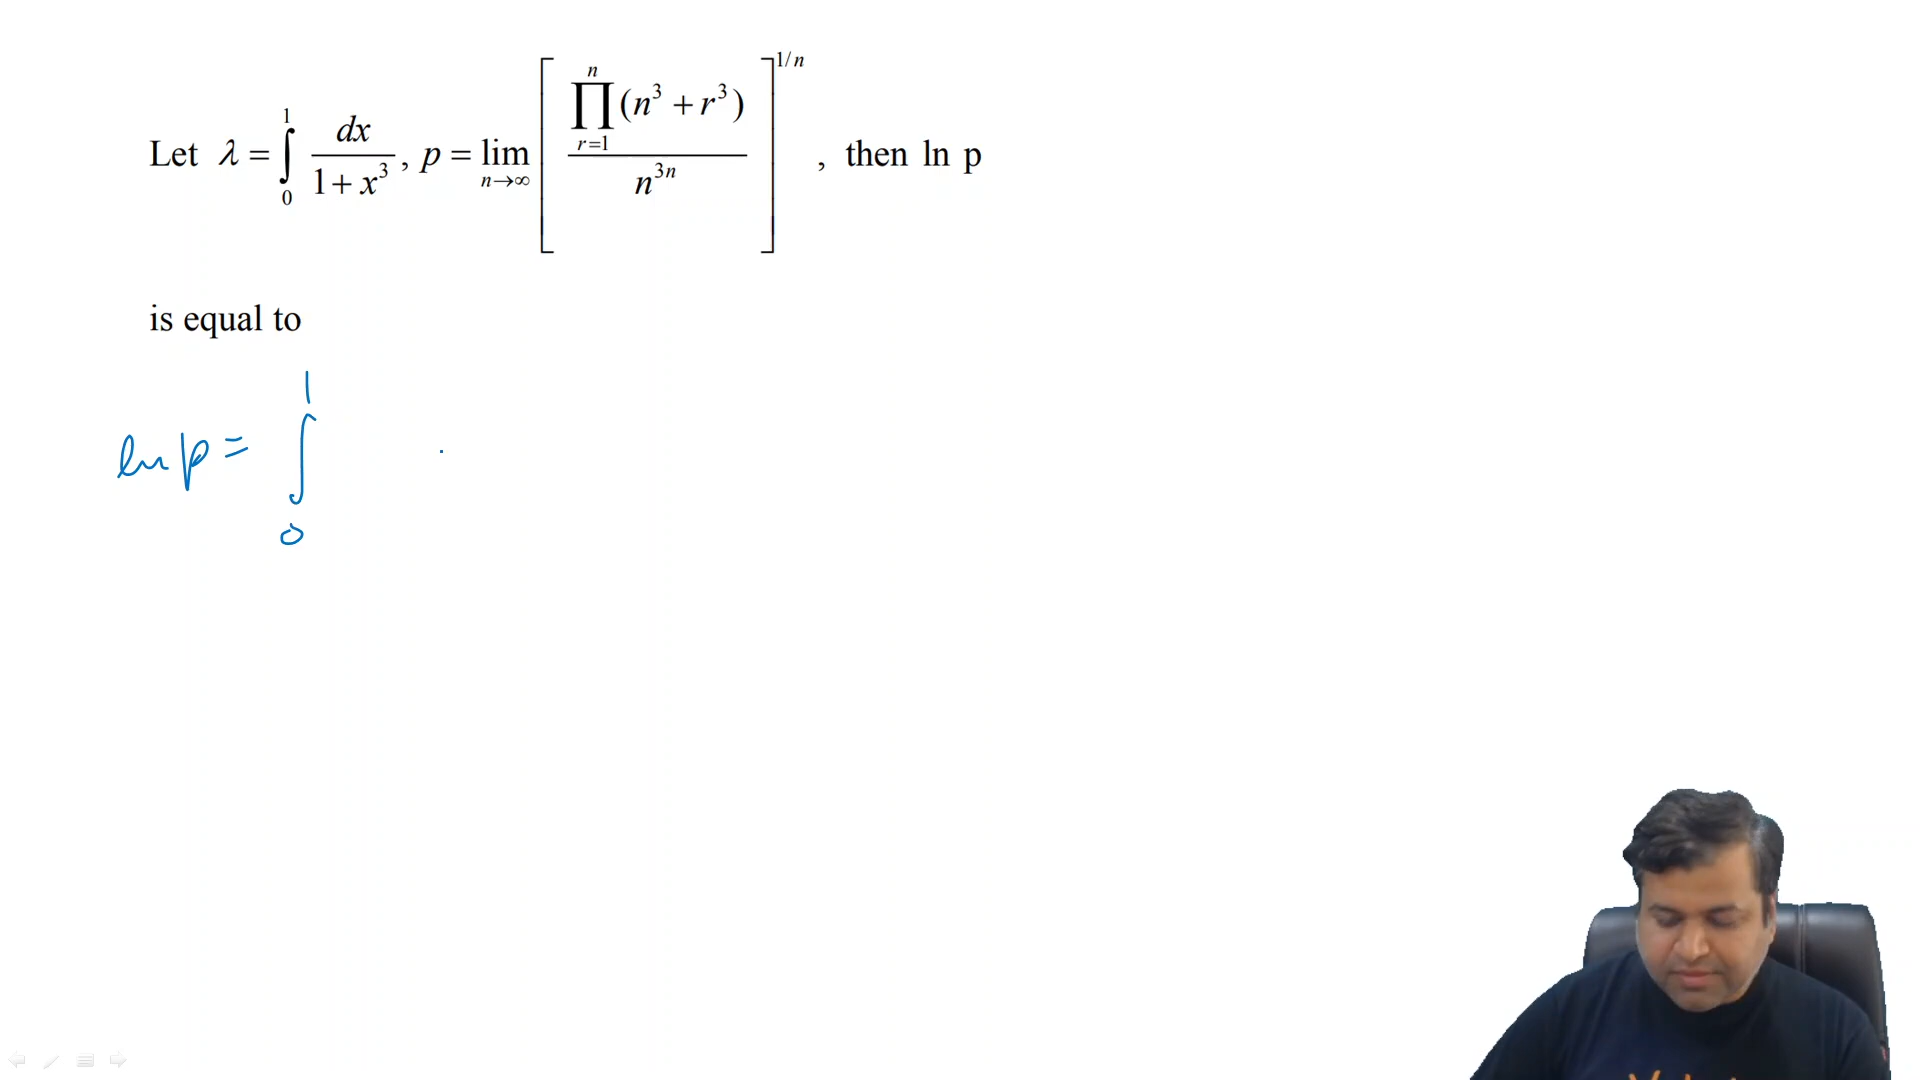 Let λ = ∫₀¹ dx/(1 + x³), p = lim_{n→∞} [∏_{r=1}^{n} (n³ + r³) / n^{3n}]^{1/n}, then ln p
is equal to
ln p = ∫₀¹